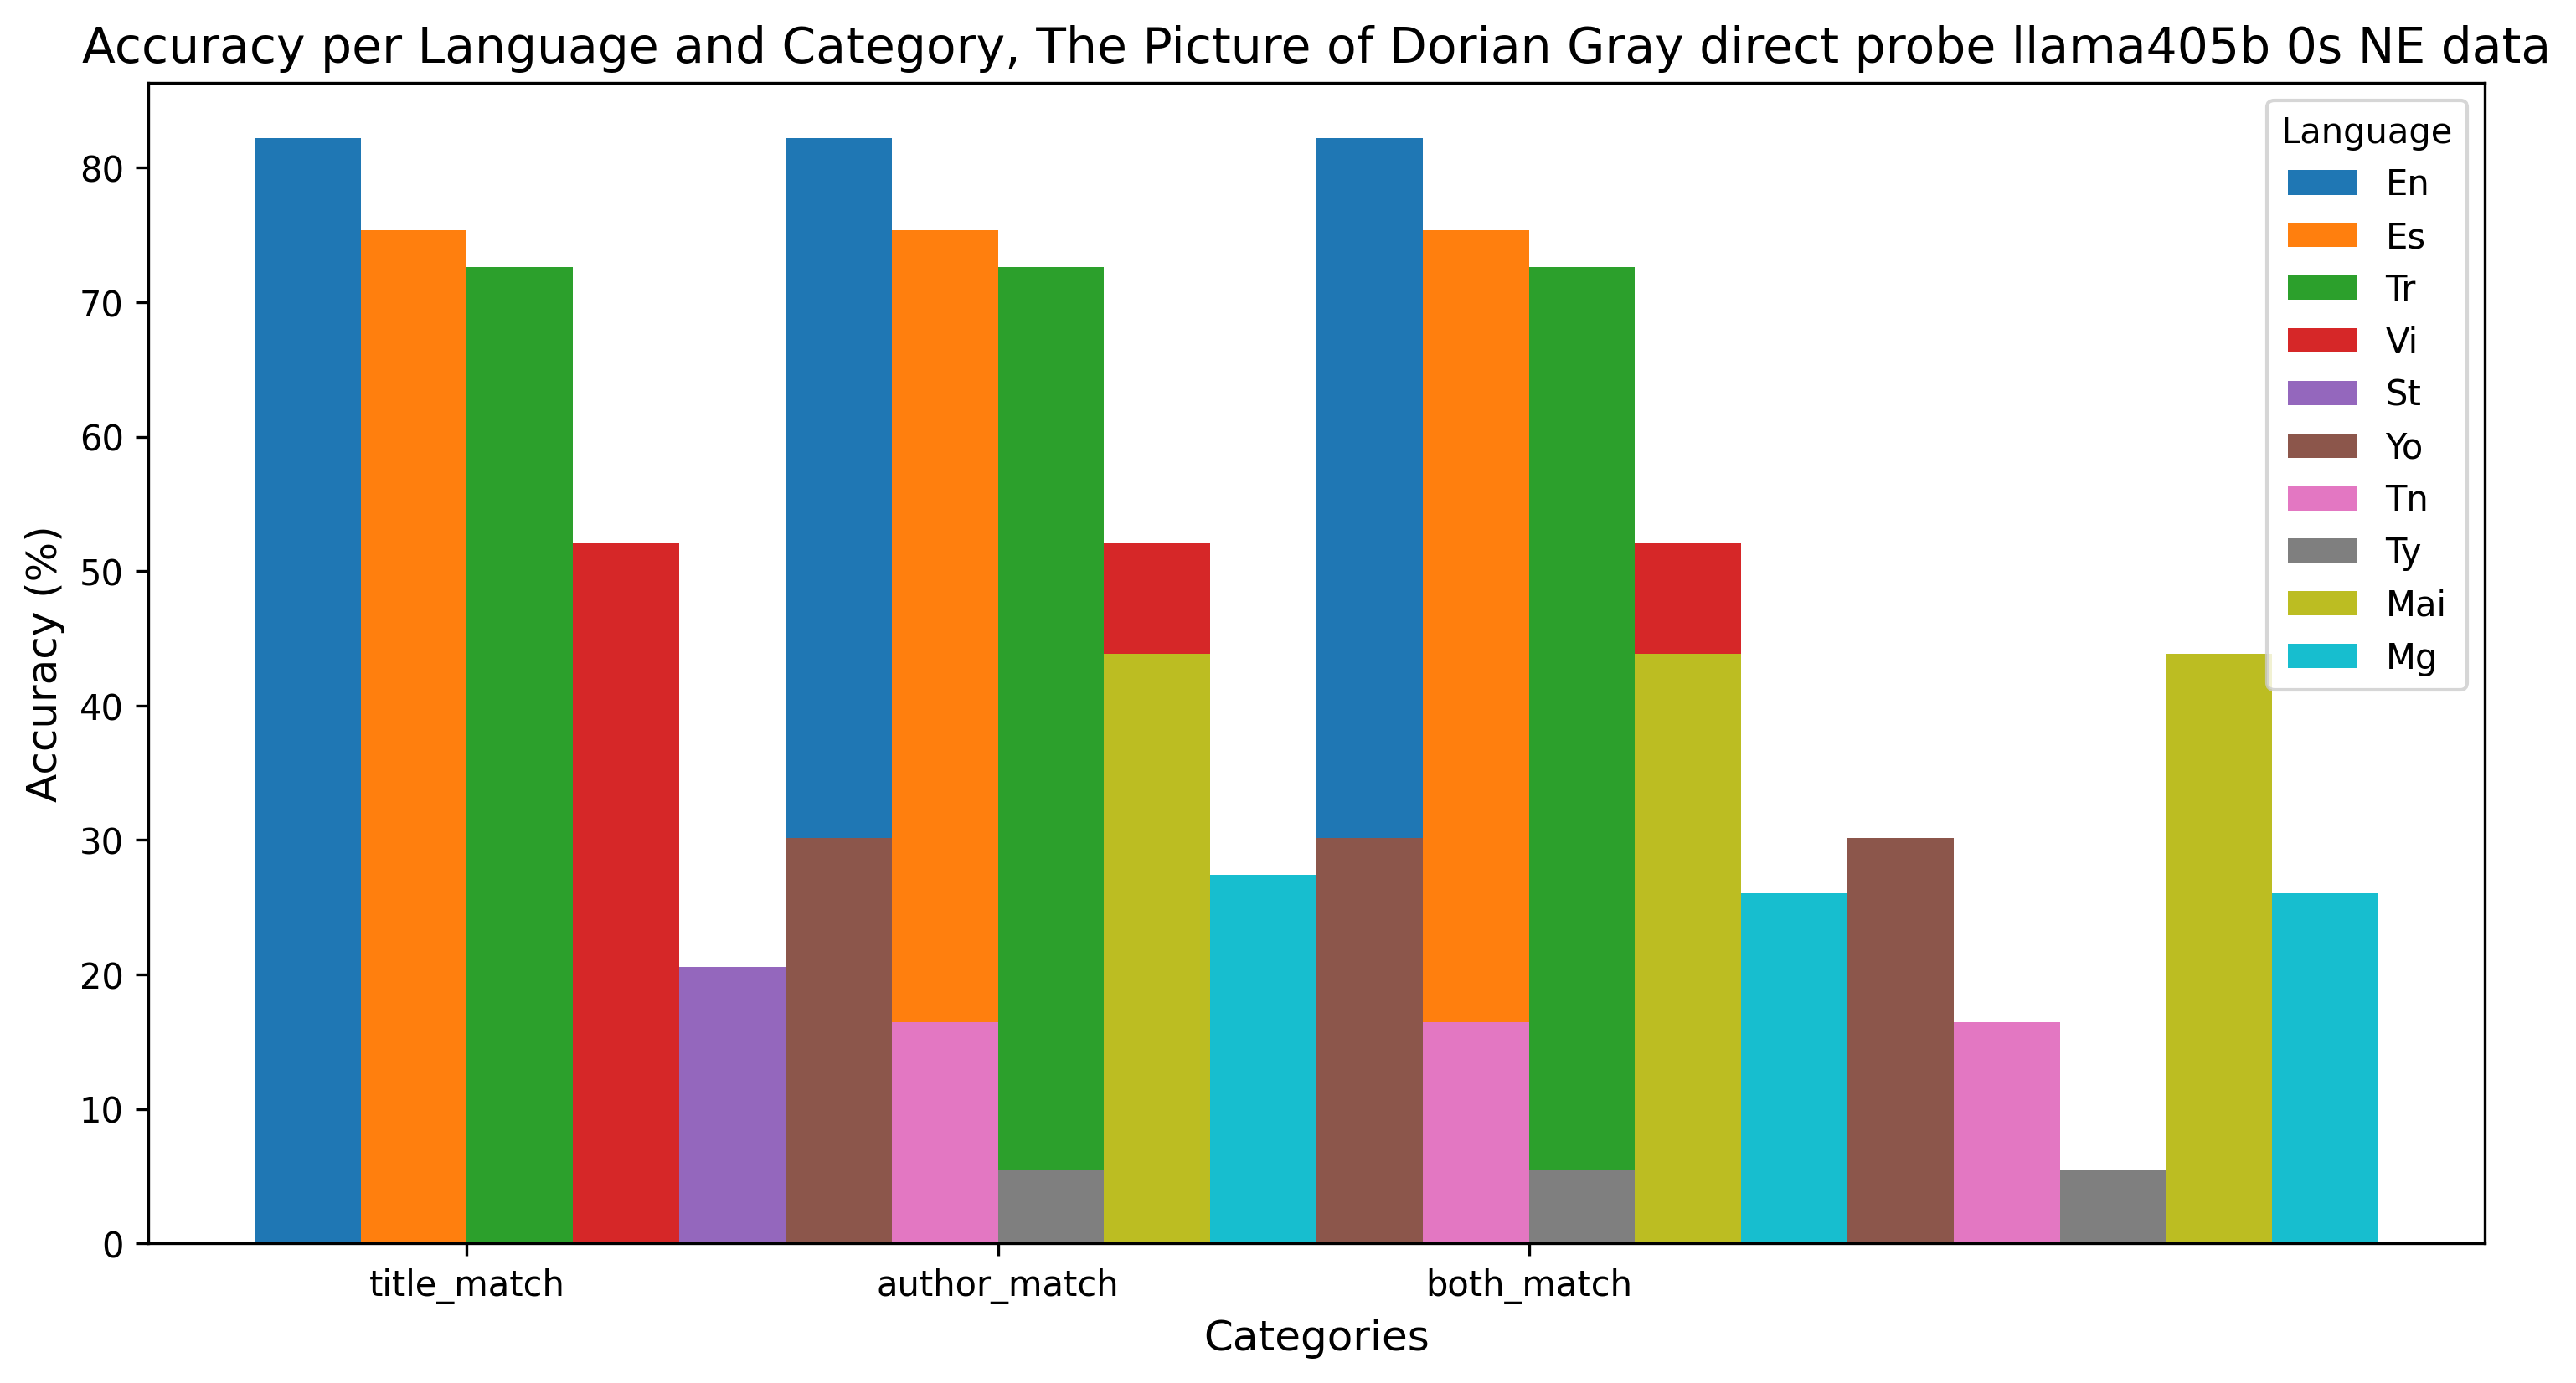 Accuracy per Language and Category, The Picture of Dorian Gray direct probe llama405b 0s NE data
Accuracy (%)
80
70
60
50
40
30
20
10
0
title_match author_match both_match
Categories
Language
En
Es
Tr
Vi
St
Yo
Tn
Ty
Mai
Mg